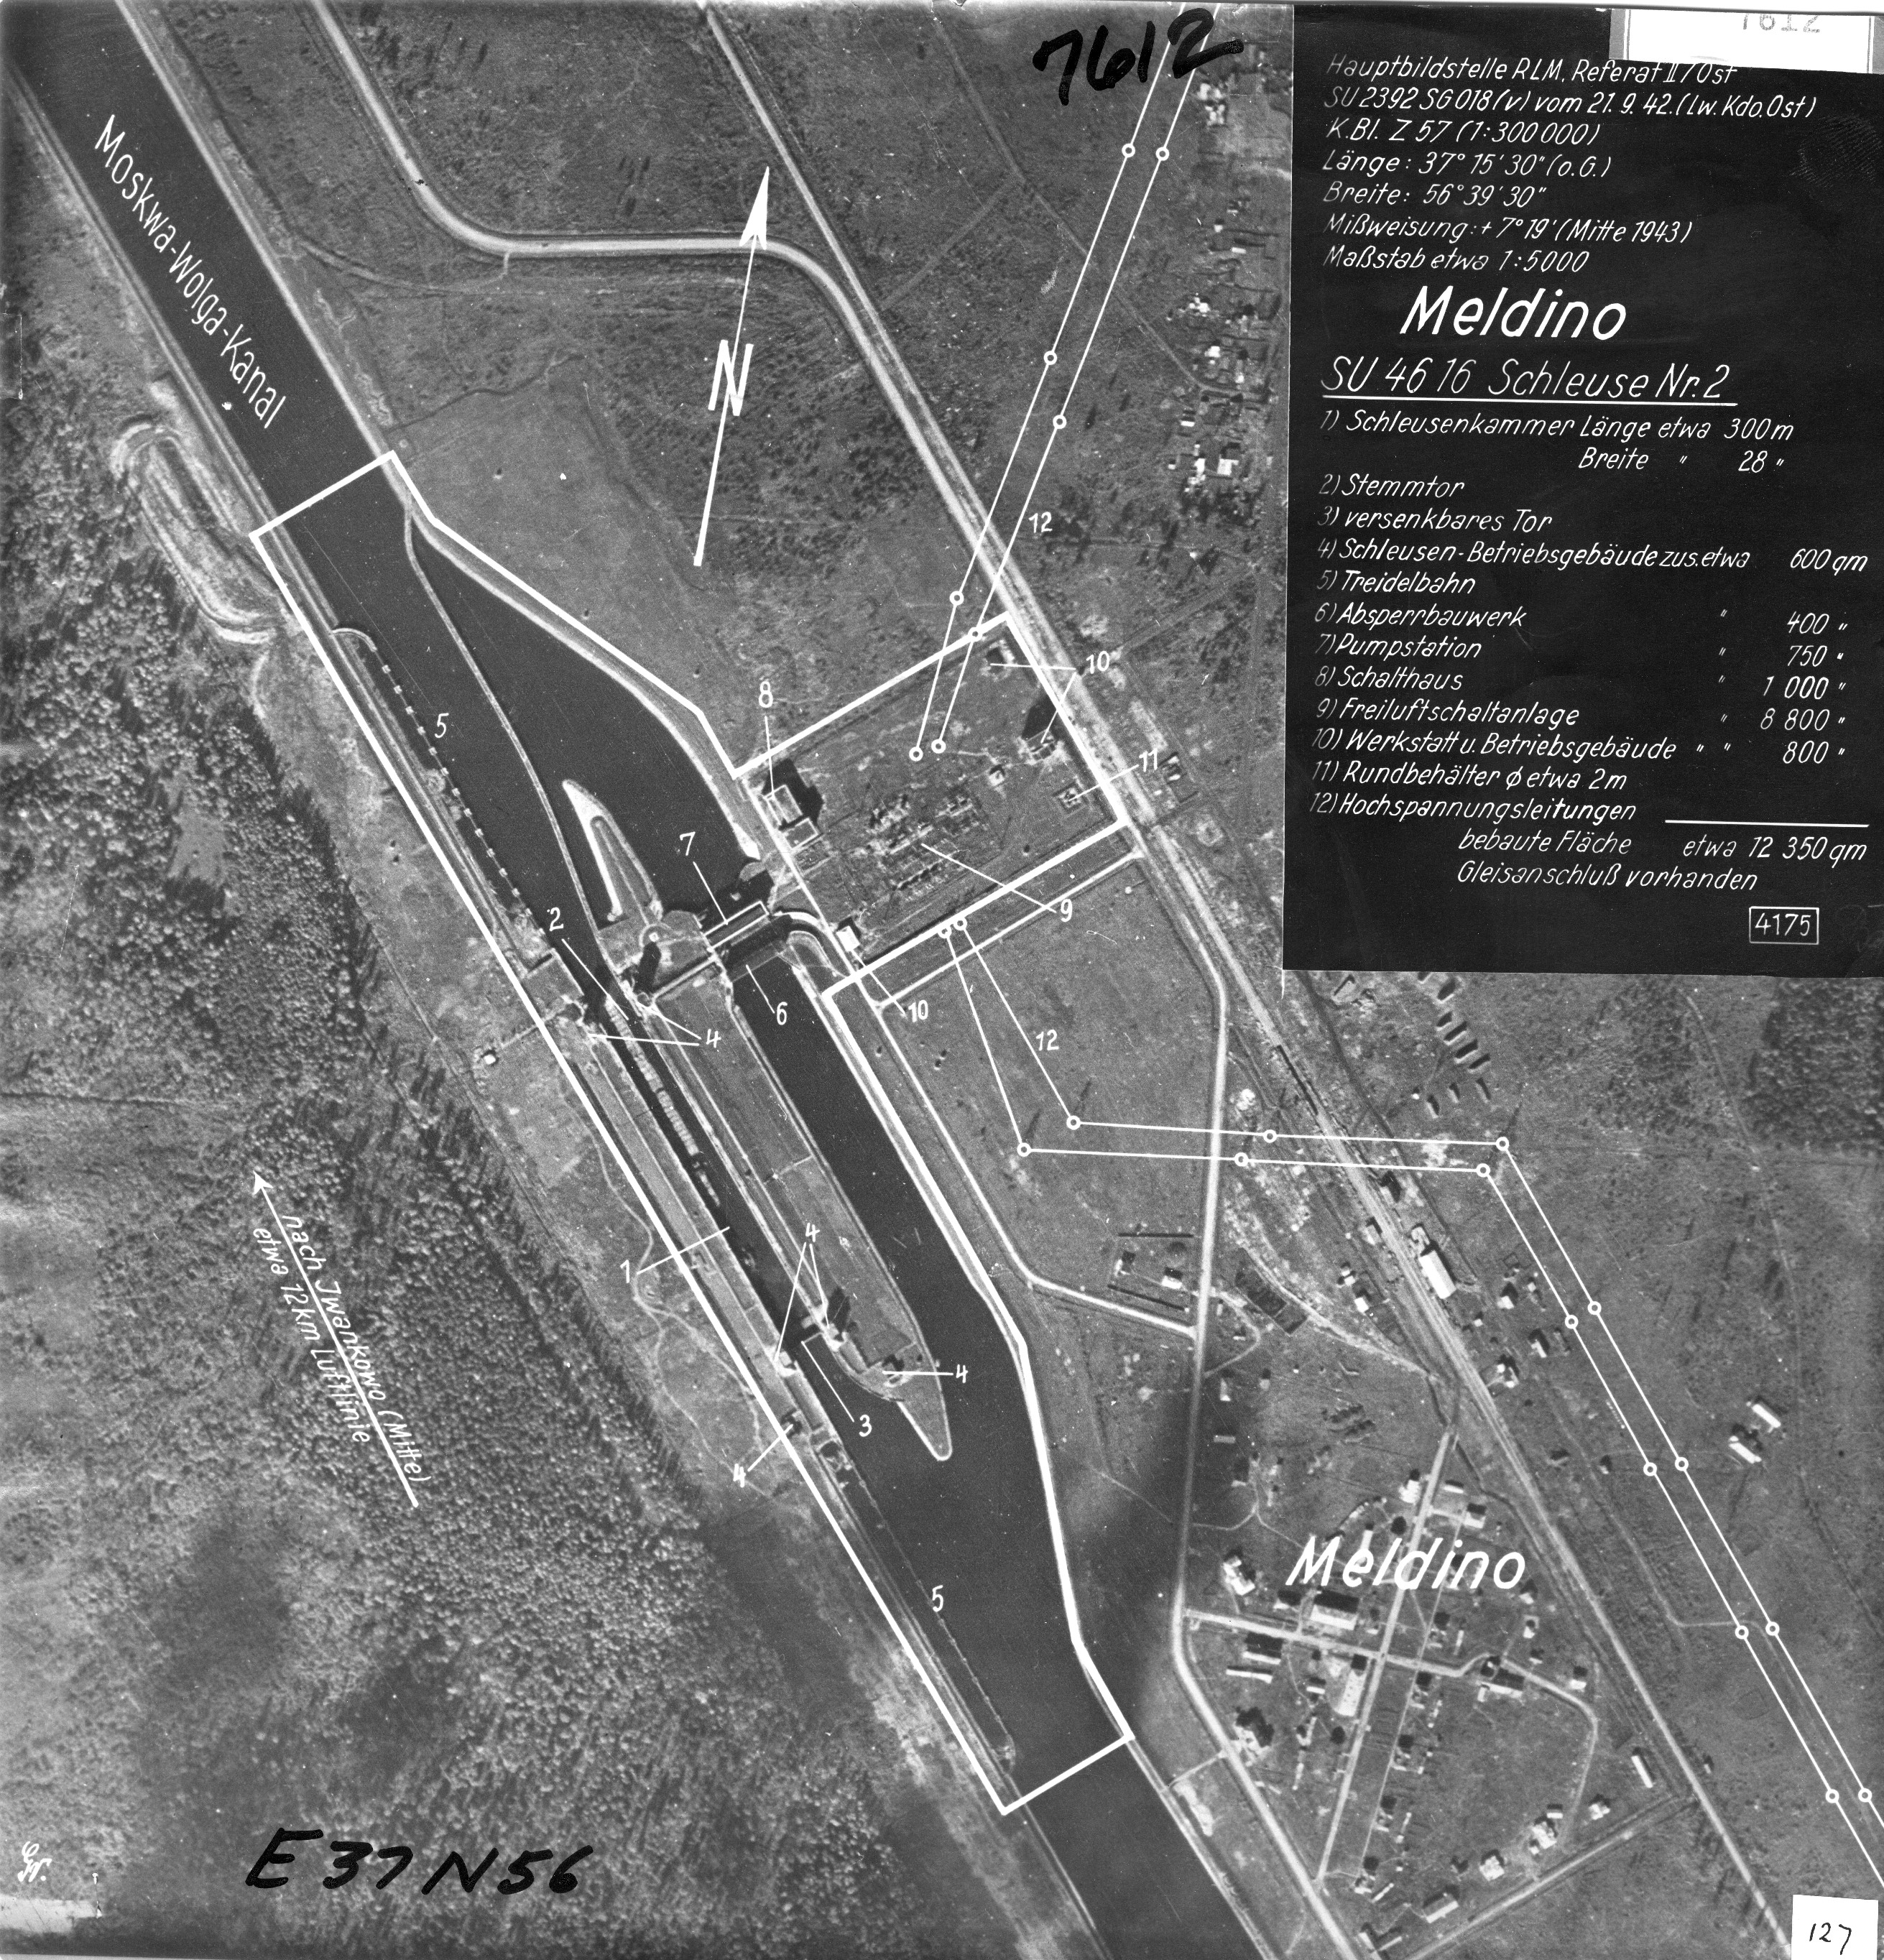 7612
7612
Hauptbildstelle RLM. Referat II/Ost
SU 2392 SG 018 (v) vom 21. 9. 42. (Lw. Kdo. Ost)
K.Bl. Z 57 (1:300 000)
Länge: 37° 15' 30" (o.G.)
Breite: 56° 39' 30"
Mißweisung: + 7° 19' (Mitte 1943)
Maßstab etwa 1:5000
Meldino
SU 46 16 Schleuse Nr. 2
1) Schleusenkammer Länge etwa 300 m
Breite " 28 "
2) Stemmtor
3) versenkbares Tor
4) Schleusen-Betriebsgebäude zus. etwa 600 qm
5) Treidelbahn
6) Absperrbauwerk " 400 "
7) Pumpstation " 750 "
8) Schalthaus " 1 000 "
9) Freiluftschaltanlage " 8 800 "
10) Werkstatt u. Betriebsgebäude " " 800 "
11) Rundbehälter ϕ etwa 2 m
12) Hochspannungsleitungen
bebaute Fläche etwa 12 350 qm
Gleisanschluß vorhanden
4175
Moskwa-Wolga-Kanal
N
12
10
8
5
11
7
9
2
6
10
4
12
4
1
4
3
4
nach Jwankowo (Mitte)
etwa 12 km Luftlinie
Meldino
5
E 37 N 56
Gr.
127